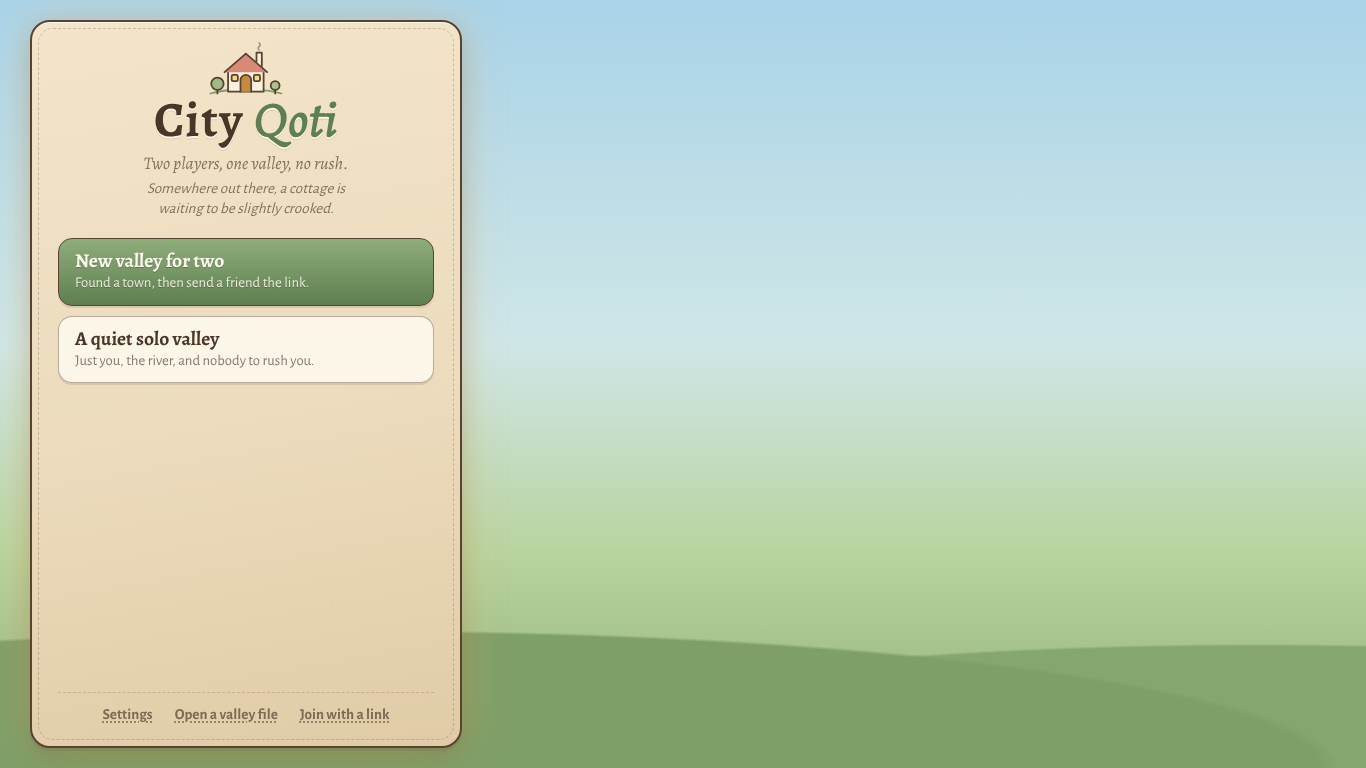 City Qoti
Two players, one valley, no rush.
Somewhere out there, a cottage is
waiting to be slightly crooked.
New valley for two
Found a town, then send a friend the link.
A quiet solo valley
Just you, the river, and nobody to rush you.
Settings Open a valley file Join with a link